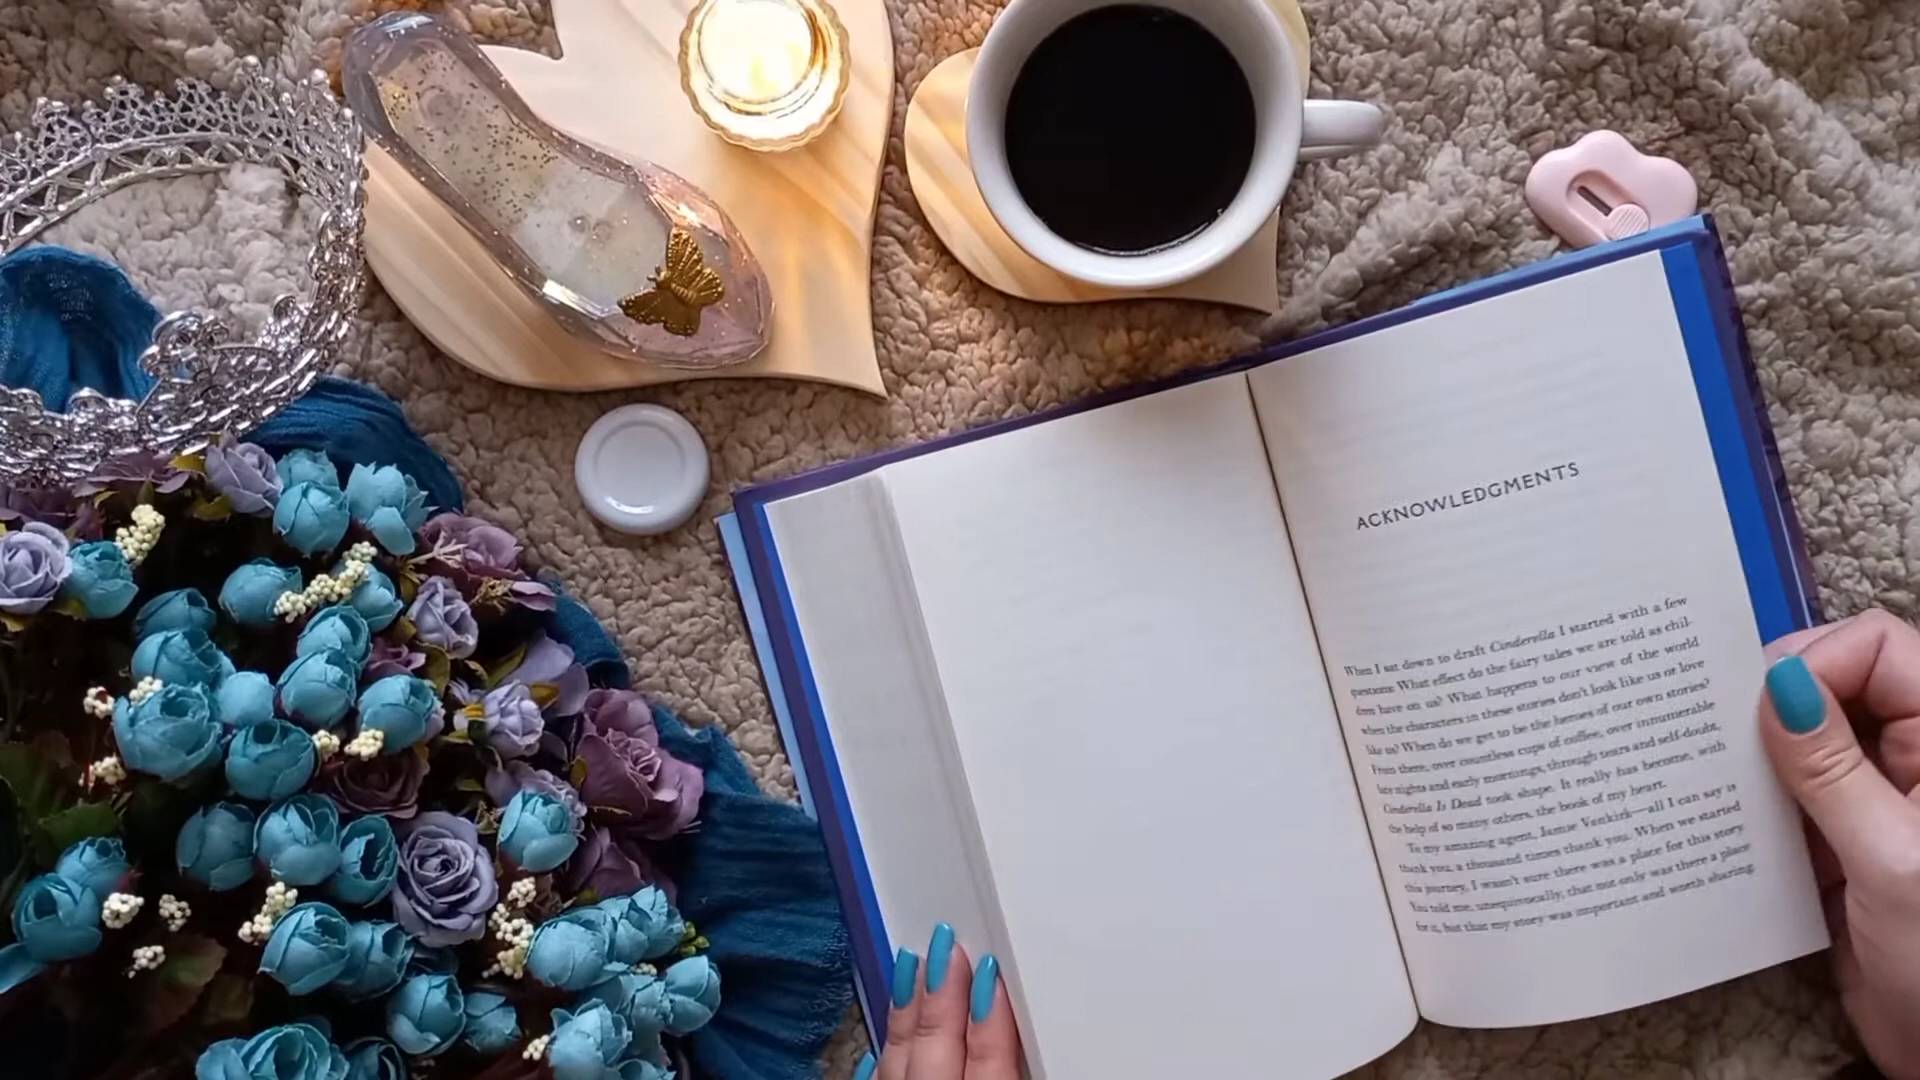 ACKNOWLEDGMENTS
When I sat down to draft Cinderella I started with a few
questions: What effect do the fairy tales we are told as chil-
dren have on us? What happens to our view of the world
when the characters in these stories don't look like us or love
like us? When do we get to be the heroes of our own stories?
From there, over countless cups of coffee, over innumerable
late nights and early mornings, through tears and self-doubt,
Cinderella Is Dead took shape. It really has become, with
the help of so many others, the book of my heart.
To my amazing agent, Jamie Vankirk—all I can say is
thank you, a thousand times thank you. When we started
this journey, I wasn't sure there was a place for this story.
You told me, unequivocally, that not only was there a place
for it, but that my story was important and worth sharing.